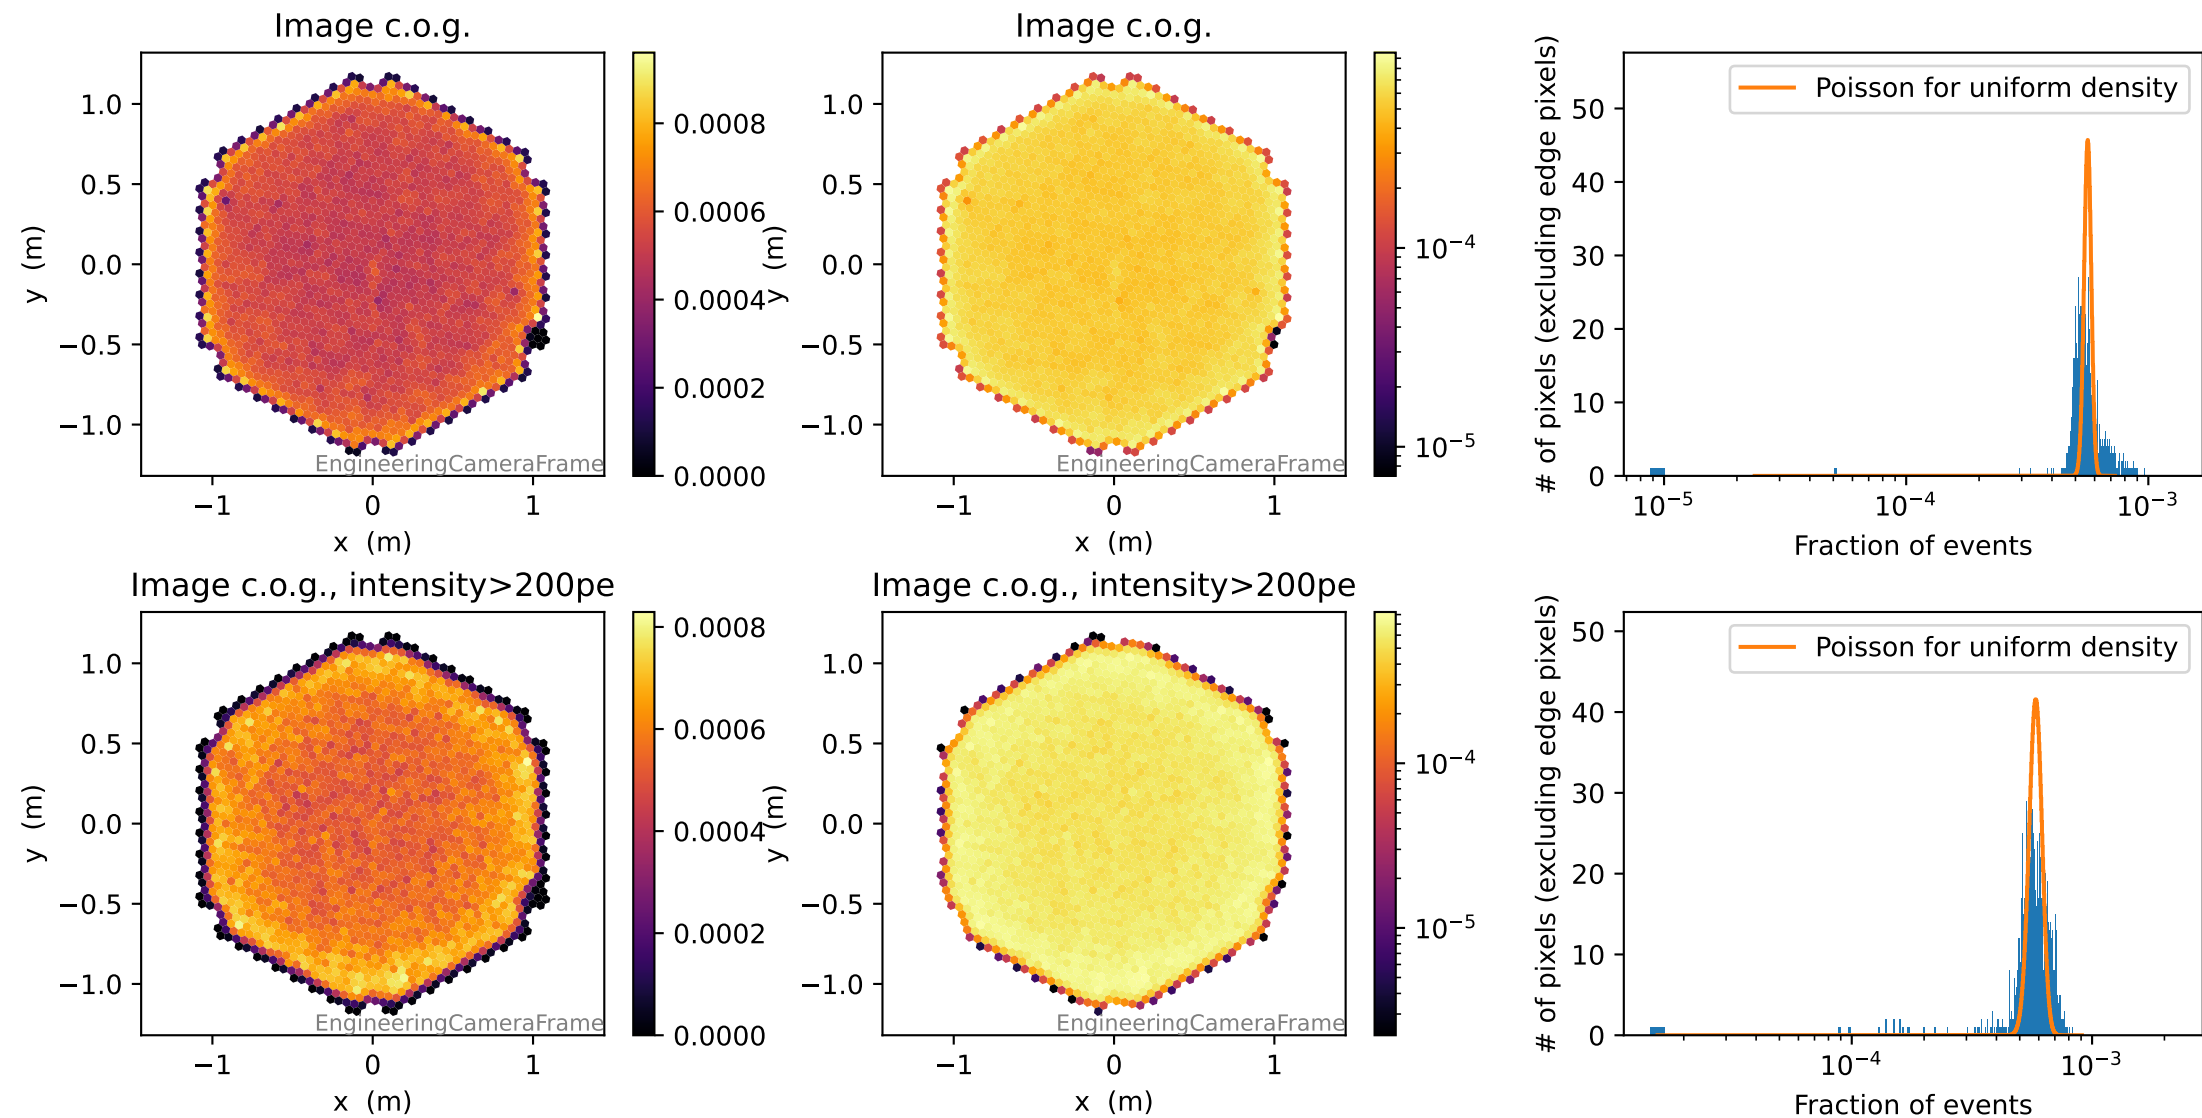 Image c.o.g.
1.0
0.5
0.0
−0.5
−1.0
y (m)
−1
0
1
x (m)
EngineeringCameraFrame
0.0008
0.0006
0.0004
0.0002
0.0000
Image c.o.g.
1.0
0.5
0.0
−0.5
−1.0
y (m)
−1
0
1
x (m)
EngineeringCameraFrame
10⁻⁴
10⁻⁵
Poisson for uniform density
50
40
30
20
10
0
# of pixels (excluding edge pixels)
10⁻⁵
10⁻⁴
10⁻³
Fraction of events
Image c.o.g., intensity>200pe
1.0
0.5
0.0
−0.5
−1.0
y (m)
−1
0
1
x (m)
EngineeringCameraFrame
0.0008
0.0006
0.0004
0.0002
0.0000
Image c.o.g., intensity>200pe
1.0
0.5
0.0
−0.5
−1.0
y (m)
−1
0
1
x (m)
EngineeringCameraFrame
10⁻⁴
10⁻⁵
Poisson for uniform density
50
40
30
20
10
0
# of pixels (excluding edge pixels)
10⁻⁴
10⁻³
Fraction of events